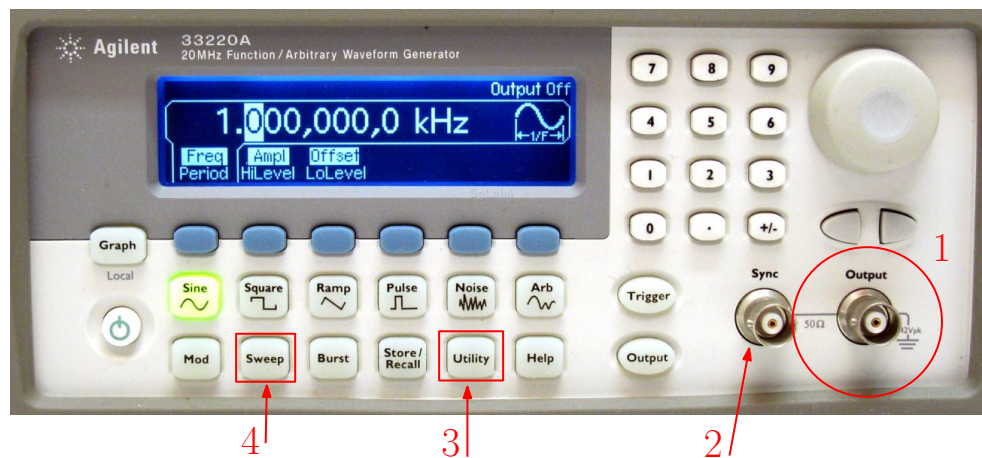 Agilent 33220A
20MHz Function / Arbitrary Waveform Generator
Output Off
1.000,000,0 kHz
←1/F→
Freq Ampl Offset
Period HiLevel LoLevel
7 8 9
4 5 6
1 2 3
0 . +/-
Graph
Local
Sine Square Ramp Pulse Noise Arb
Mod Sweep Burst Store/ Utility Help
Recall
Trigger
Output
Sync Output
50Ω
42Vpk
1
2
3
4